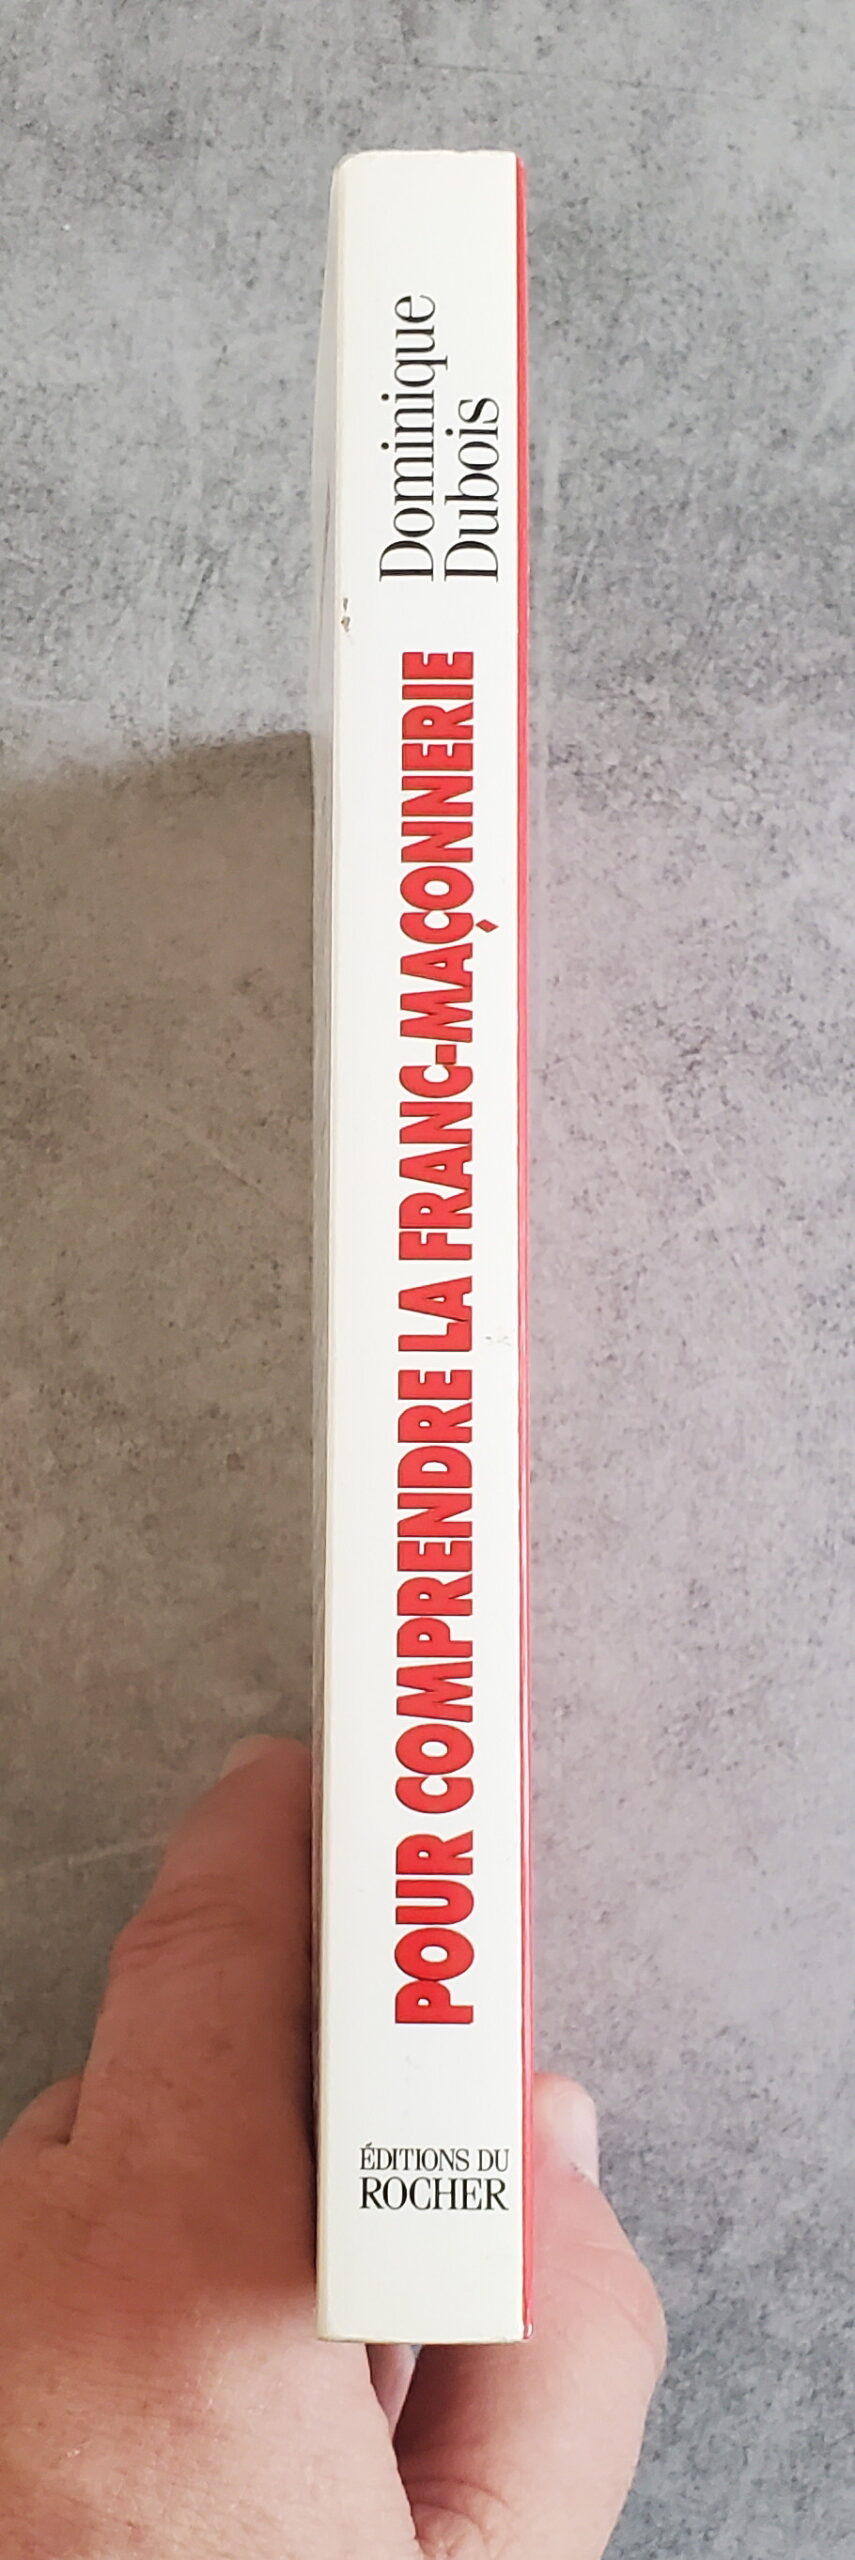 Dominique
Dubois
POUR COMPRENDRE LA FRANC-MAÇONNERIE
ÉDITIONS DU
ROCHER